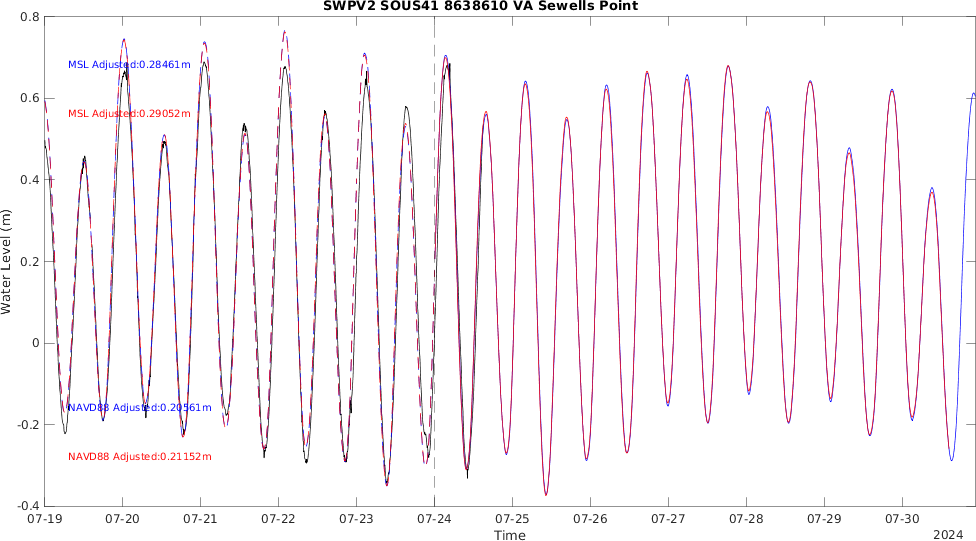 SWPV2 SOUS41 8638610 VA Sewells Point
0.8
0.6
0.4
0.2
0
-0.2
-0.4
Water Level (m)
MSL Adjusted:0.28461m
MSL Adjusted:0.29052m
NAVD88 Adjusted:0.20561m
NAVD88 Adjusted:0.21152m
07-19 07-20 07-21 07-22 07-23 07-24 07-25 07-26 07-27 07-28 07-29 07-30
Time
2024